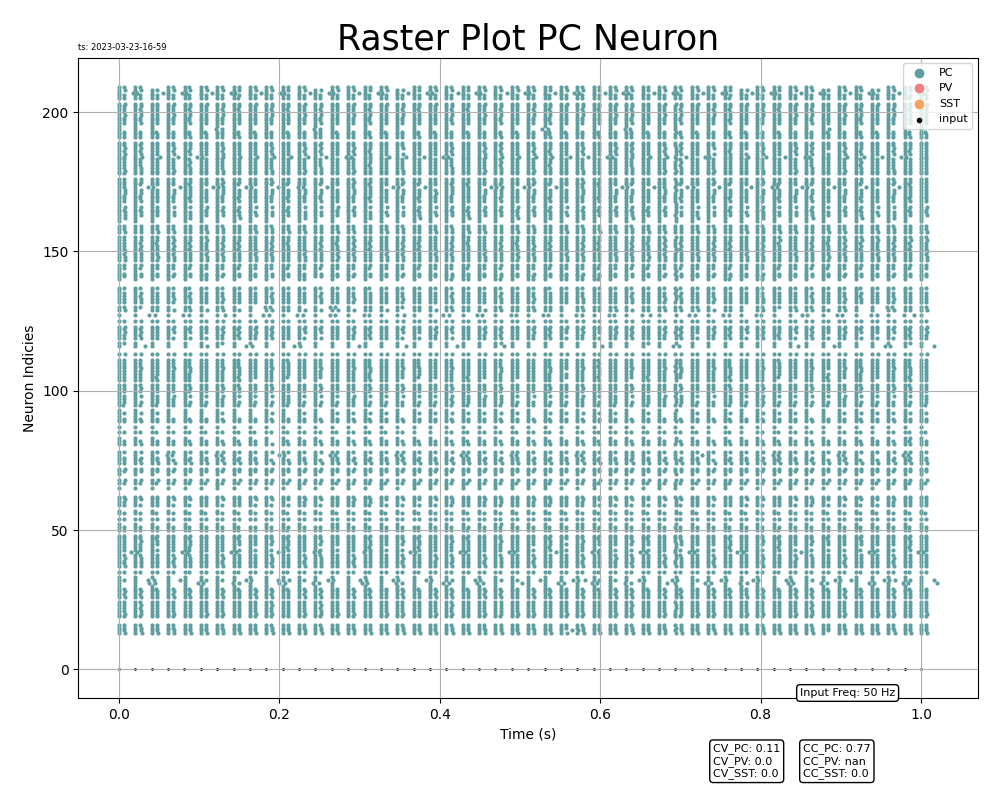 Raster Plot PC Neuron
ts: 2023-03-23-16-59
PC
PV
SST
input
200
150
100
50
0
Neuron Indicies
0.0 0.2 0.4 0.6 0.8 1.0
Time (s)
Input Freq: 50 Hz
CV_PC: 0.11
CV_PV: 0.0
CV_SST: 0.0
CC_PC: 0.77
CC_PV: nan
CC_SST: 0.0